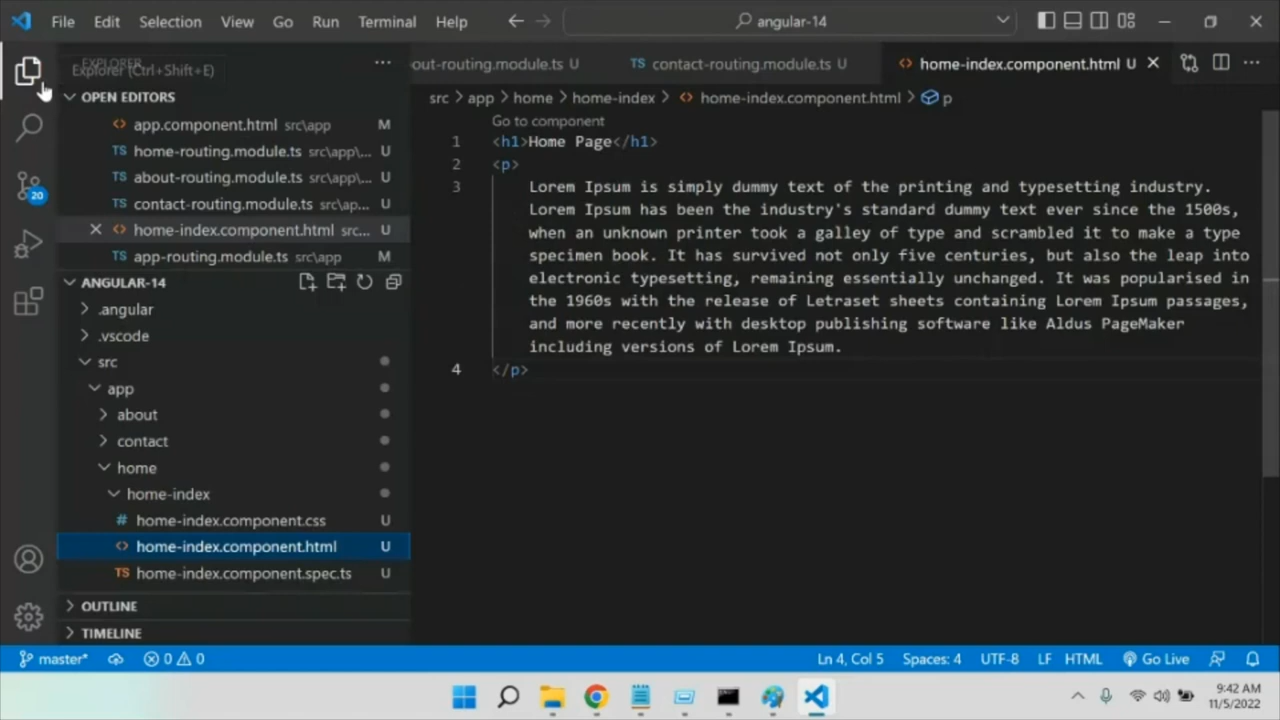 File Edit Selection View Go Run Terminal Help
angular-14
EXPLORER
Explorer (Ctrl+Shift+E)
OPEN EDITORS
app.component.html src\app M
TS home-routing.module.ts src\app\... U
TS about-routing.module.ts src\app\... U
TS contact-routing.module.ts src\ap... U
home-index.component.html src... U
TS app-routing.module.ts src\app M
ANGULAR-14
.angular
.vscode
src
app
about
contact
home
home-index
# home-index.component.css U
home-index.component.html U
TS home-index.component.spec.ts U
OUTLINE
TIMELINE
out-routing.module.ts U
TS contact-routing.module.ts U
home-index.component.html U
src > app > home > home-index > home-index.component.html > p
Go to component
1 <h1>Home Page</h1>
2 <p>
3 Lorem Ipsum is simply dummy text of the printing and typesetting industry.
Lorem Ipsum has been the industry's standard dummy text ever since the 1500s,
when an unknown printer took a galley of type and scrambled it to make a type
specimen book. It has survived not only five centuries, but also the leap into
electronic typesetting, remaining essentially unchanged. It was popularised in
the 1960s with the release of Letraset sheets containing Lorem Ipsum passages,
and more recently with desktop publishing software like Aldus PageMaker
including versions of Lorem Ipsum.
4 </p>
20
master* 0 0
Ln 4, Col 5 Spaces: 4 UTF-8 LF HTML Go Live
9:42 AM
11/5/2022